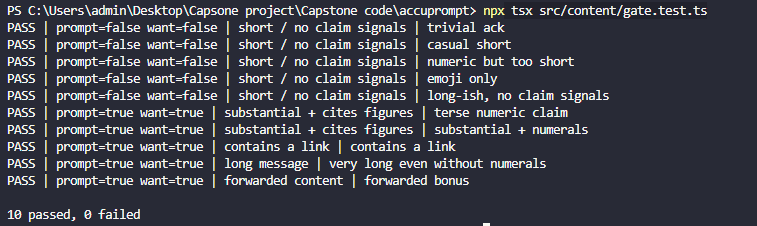 PS C:\Users\admin\Desktop\Capsone project\Capstone code\accuprompt> npx tsx src/content/gate.test.ts
PASS | prompt=false want=false | short / no claim signals | trivial ack
PASS | prompt=false want=false | short / no claim signals | casual short
PASS | prompt=false want=false | short / no claim signals | numeric but too short
PASS | prompt=false want=false | short / no claim signals | emoji only
PASS | prompt=false want=false | short / no claim signals | long-ish, no claim signals
PASS | prompt=true want=true | substantial + cites figures | terse numeric claim
PASS | prompt=true want=true | substantial + cites figures | substantial + numerals
PASS | prompt=true want=true | contains a link | contains a link
PASS | prompt=true want=true | long message | very long even without numerals
PASS | prompt=true want=true | forwarded content | forwarded bonus
10 passed, 0 failed